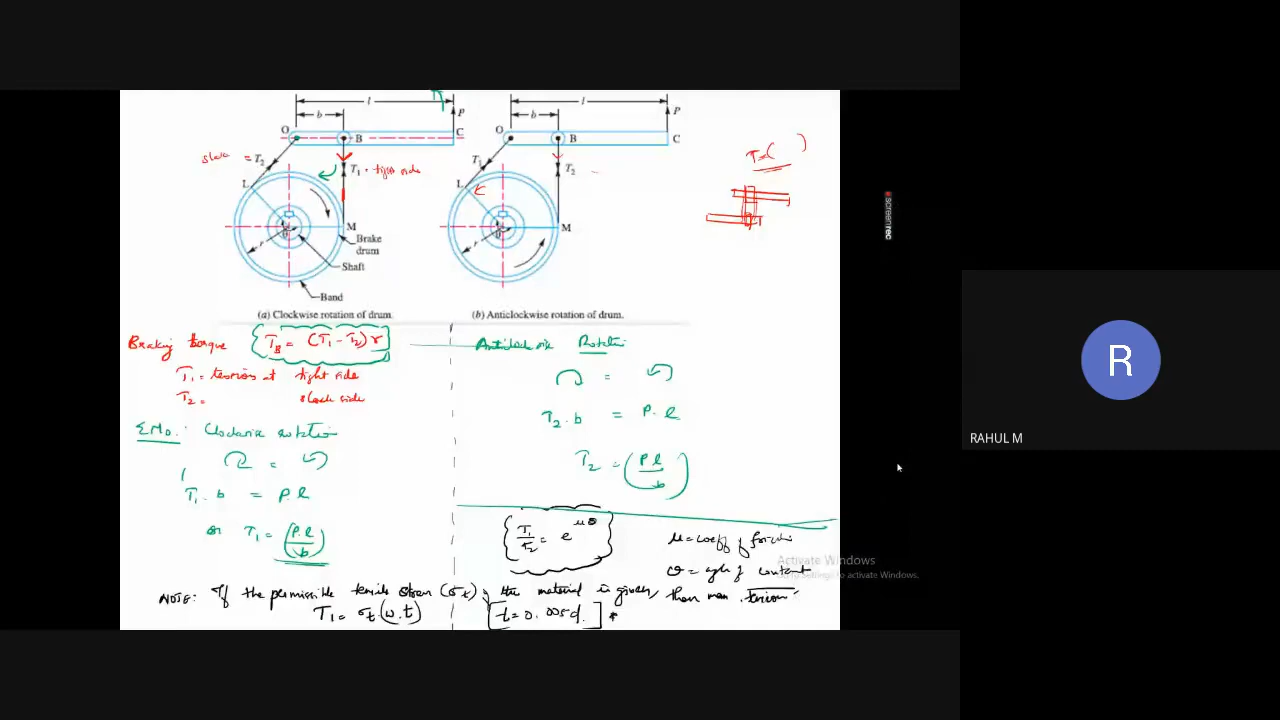 l
l
b
P
b
P
O
B
C
O
B
C
T2
T1 = tight side
T1
T2
L
M
L
M
θ
θ
r
r
Brake
drum
Shaft
Band
(a) Clockwise rotation of drum.
(b) Anticlockwise rotation of drum.
Braking torque TB = (T1 - T2) r
T1 = tension at tight side
T2 = slack side
ΣMo: Clockwise rotation
=
T1 . b = P. l
or T1 = (P.l / b)
Anticlockwise Rotation
=
T2 . b = P. l
T2 = (P l / b)
T1 / T2 = e^μθ
μ = coeff of friction
θ = angle of contact
NOTE: If the permissible tensile stress (σt) of the material is given, then max. tension
T1 = σt (w.t)
[t = 0.005d.] *
Activate Windows
Go to Settings to activate Windows.
screenrec
R
RAHUL M